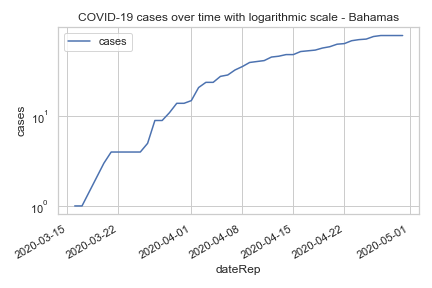 COVID-19 cases over time with logarithmic scale - Bahamas
cases
10¹
10⁰
cases
2020-03-15
2020-03-22
2020-04-01
2020-04-08
2020-04-15
2020-04-22
2020-05-01
dateRep